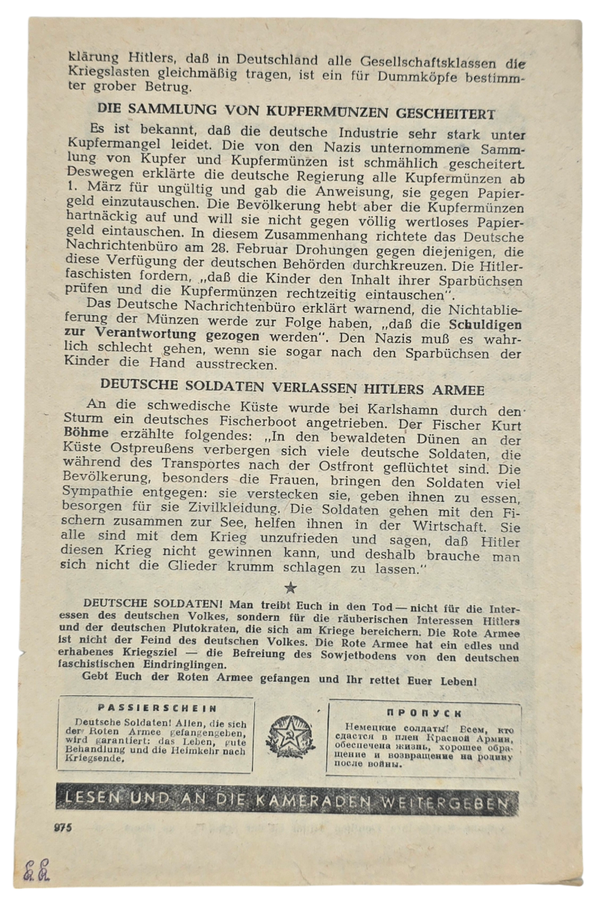 klärung Hitlers, daß in Deutschland alle Gesellschaftsklassen die
Kriegslasten gleichmäßig tragen, ist ein für Dummköpfe bestimm-
ter grober Betrug.
DIE SAMMLUNG VON KUPFERMÜNZEN GESCHEITERT
Es ist bekannt, daß die deutsche Industrie sehr stark unter
Kupfermangel leidet. Die von den Nazis unternommene Samm-
lung von Kupfer und Kupfermünzen ist schmählich gescheitert.
Deswegen erklärte die deutsche Regierung alle Kupfermünzen ab
1. März für ungültig und gab die Anweisung, sie gegen Papier-
geld einzutauschen. Die Bevölkerung hebt aber die Kupfermünzen
hartnäckig auf und will sie nicht gegen völlig wertloses Papier-
geld eintauschen. In diesem Zusammenhang richtete das Deutsche
Nachrichtenbüro am 28. Februar Drohungen gegen diejenigen, die
diese Verfügung der deutschen Behörden durchkreuzen. Die Hitler-
faschisten fordern, „daß die Kinder den Inhalt ihrer Sparbüchsen
prüfen und die Kupfermünzen rechtzeitig eintauschen“.
Das Deutsche Nachrichtenbüro erklärt warnend, die Nichtablie-
ferung der Münzen werde zur Folge haben, „daß die Schuldigen
zur Verantwortung gezogen werden“. Den Nazis muß es wahr-
lich schlecht gehen, wenn sie sogar nach den Sparbüchsen der
Kinder die Hand ausstrecken.
DEUTSCHE SOLDATEN VERLASSEN HITLERS ARMEE
An die schwedische Küste wurde bei Karlshamn durch den
Sturm ein deutsches Fischerboot angetrieben. Der Fischer Kurt
Böhme erzählte folgendes: „In den bewaldeten Dünen an der
Küste Ostpreußens verbergen sich viele deutsche Soldaten, die
während des Transportes nach der Ostfront geflüchtet sind. Die
Bevölkerung, besonders die Frauen, bringen den Soldaten viel
Sympathie entgegen: sie verstecken sie, geben ihnen zu essen,
besorgen für sie Zivilkleidung. Die Soldaten gehen mit den Fi-
schern zusammen zur See, helfen ihnen in der Wirtschaft. Sie
alle sind mit dem Krieg unzufrieden und sagen, daß Hitler
diesen Krieg nicht gewinnen kann, und deshalb brauche man
sich nicht die Glieder krumm schlagen zu lassen.“
DEUTSCHE SOLDATEN! Man treibt Euch in den Tod — nicht für die Inter-
essen des deutschen Volkes, sondern für die räuberischen Interessen Hitlers
und der deutschen Plutokraten, die sich am Kriege bereichern. Die Rote Armee
ist nicht der Feind des deutschen Volkes. Die Rote Armee hat ein edles und
erhabenes Kriegsziel — die Befreiung des Sowjetbodens von den deutschen
faschistischen Eindringlingen.
Gebt Euch der Roten Armee gefangen und Ihr rettet Euer Leben!
PASSIERSCHEIN
Deutsche Soldaten! Allen, die sich
der Roten Armee gefangengeben,
wird garantiert: das Leben, gute
Behandlung und die Heimkehr nach
Kriegsende.
ПРОПУСК
Немецкие солдаты! Всем, кто
сдастся в плен Красной Армии,
обеспечена жизнь, хорошее обра-
щение и возвращение на родину
после войны.
LESEN UND AN DIE KAMERADEN WEITERGEBEN
975